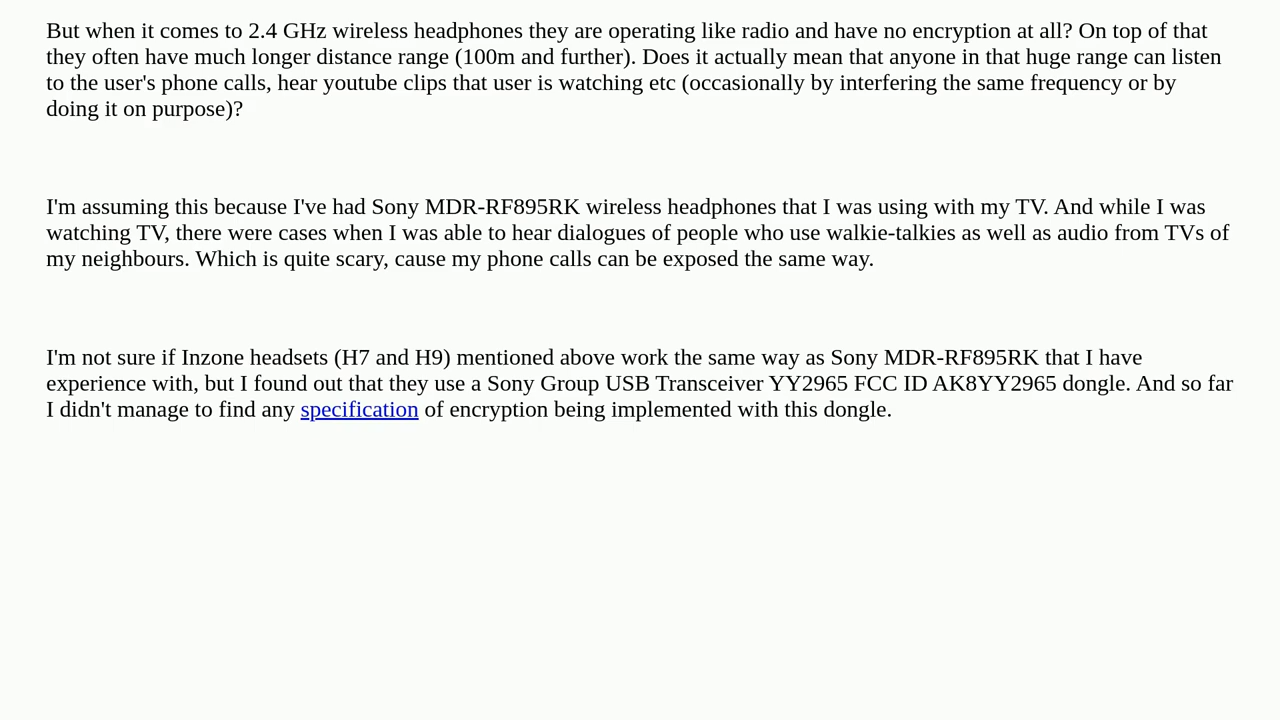 But when it comes to 2.4 GHz wireless headphones they are operating like radio and have no encryption at all? On top of that
they often have much longer distance range (100m and further). Does it actually mean that anyone in that huge range can listen
to the user's phone calls, hear youtube clips that user is watching etc (occasionally by interfering the same frequency or by
doing it on purpose)?
I'm assuming this because I've had Sony MDR-RF895RK wireless headphones that I was using with my TV. And while I was
watching TV, there were cases when I was able to hear dialogues of people who use walkie-talkies as well as audio from TVs of
my neighbours. Which is quite scary, cause my phone calls can be exposed the same way.
I'm not sure if Inzone headsets (H7 and H9) mentioned above work the same way as Sony MDR-RF895RK that I have
experience with, but I found out that they use a Sony Group USB Transceiver YY2965 FCC ID AK8YY2965 dongle. And so far
I didn't manage to find any specification of encryption being implemented with this dongle.